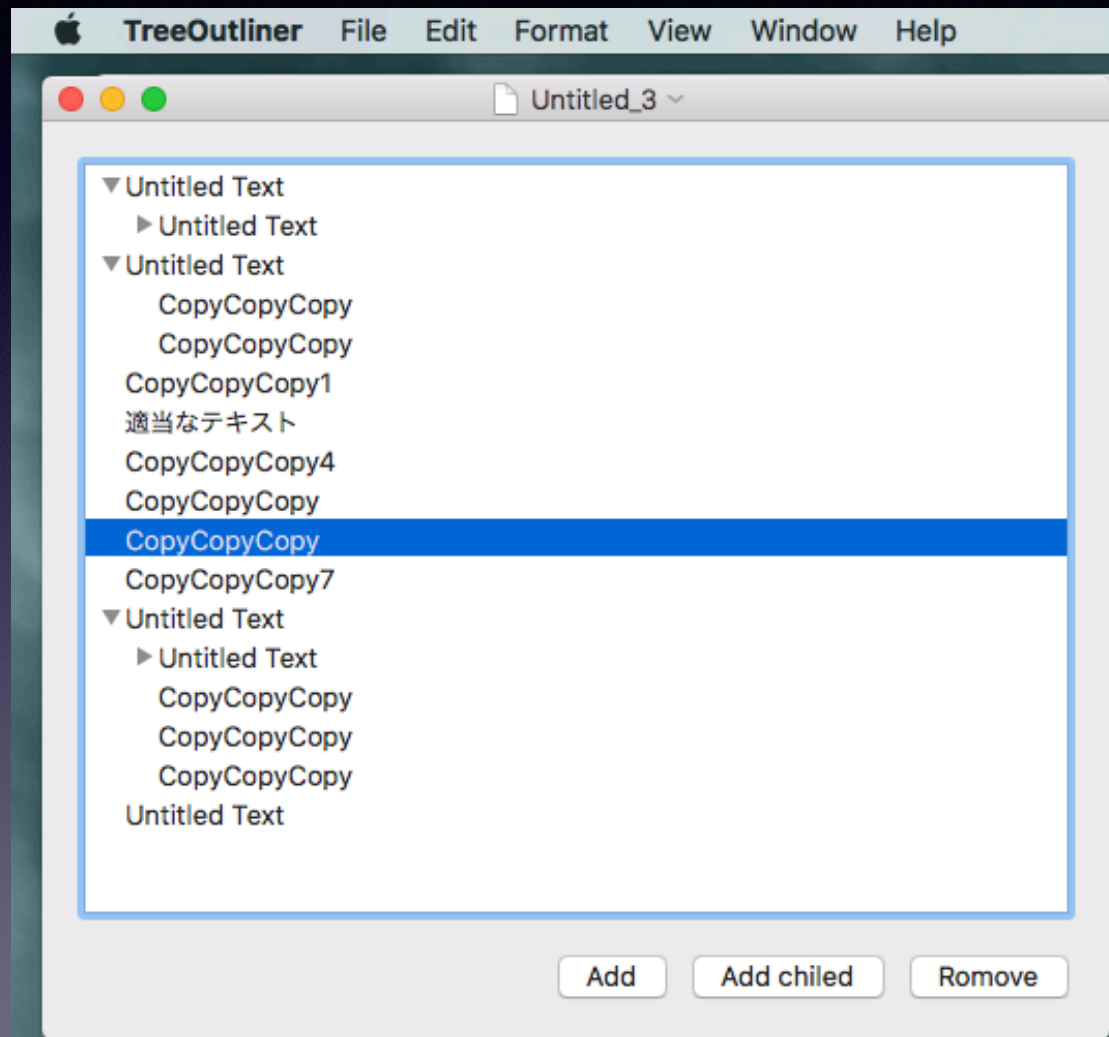 TreeOutliner File Edit Format View Window Help
Untitled_3
Untitled Text
Untitled Text
Untitled Text
CopyCopyCopy
CopyCopyCopy
CopyCopyCopy1
適当なテキスト
CopyCopyCopy4
CopyCopyCopy
CopyCopyCopy
CopyCopyCopy7
Untitled Text
Untitled Text
CopyCopyCopy
CopyCopyCopy
CopyCopyCopy
Untitled Text
Add Add chiled Romove